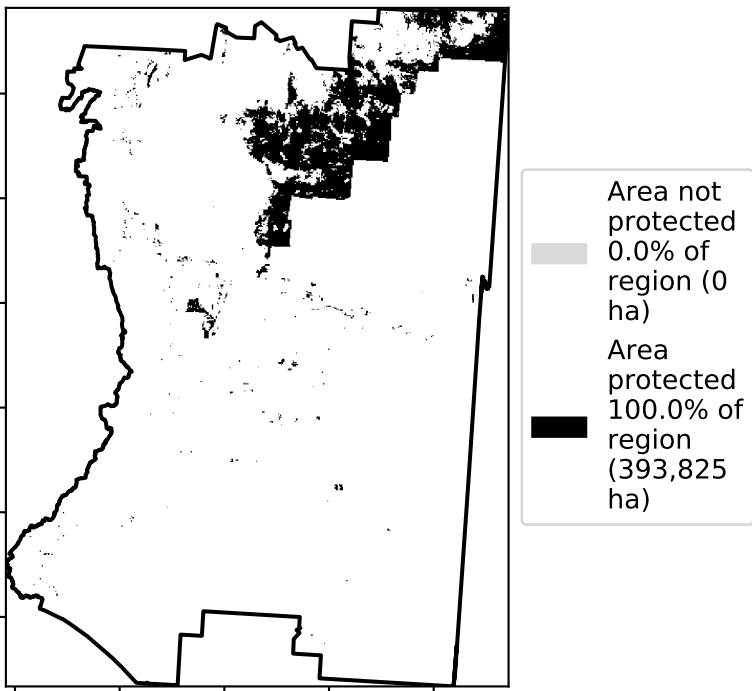 Area not
protected
0.0% of
region (0
ha)
Area
protected
100.0% of
region
(393,825
ha)